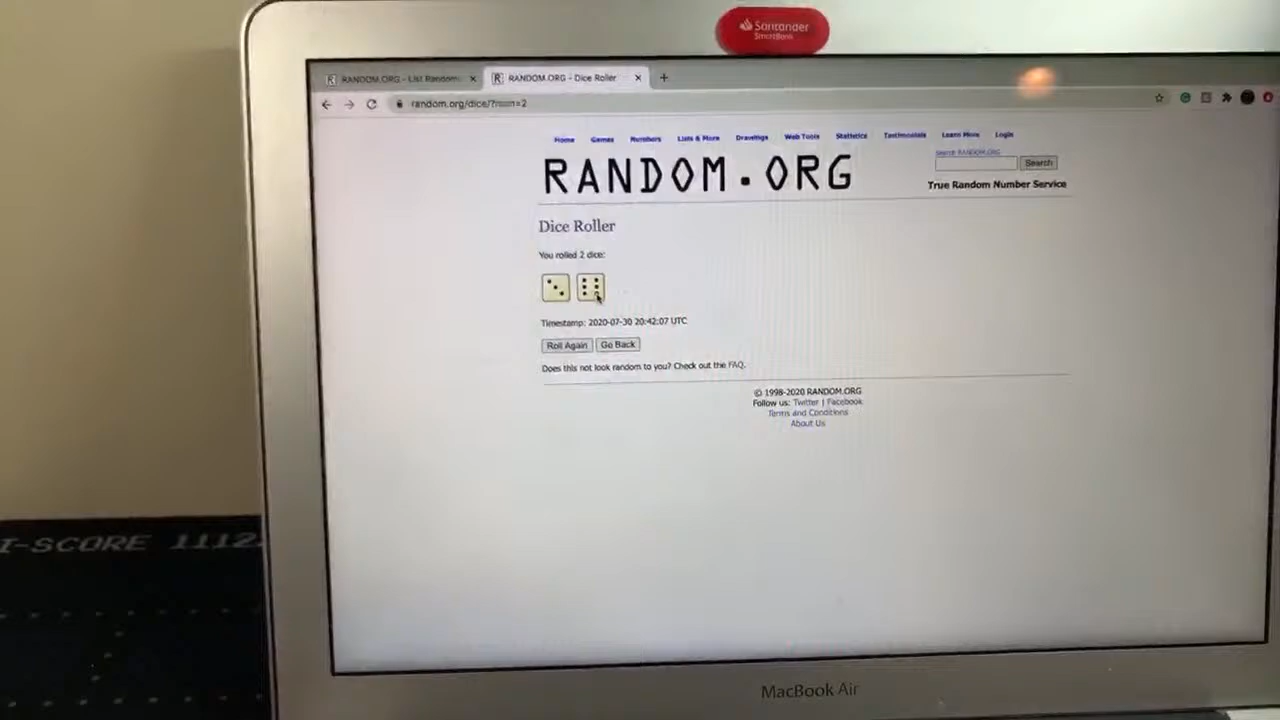 Santander
SmartBank
RANDOM.ORG - List Random
RANDOM.ORG - Dice Roller
random.org/dice/?num=2
Home Games Numbers Lists & More Drawings Web Tools Statistics Testimonials Learn More Login
RANDOM.ORG
Search RANDOM.ORG
Search
True Random Number Service
Dice Roller
You rolled 2 dice:
Timestamp: 2020-07-30 20:42:07 UTC
Roll Again Go Back
Does this not look random to you? Check out the FAQ.
© 1998-2020 RANDOM.ORG
Follow us: Twitter | Facebook
Terms and Conditions
About Us
I-SCORE 1112
MacBook Air